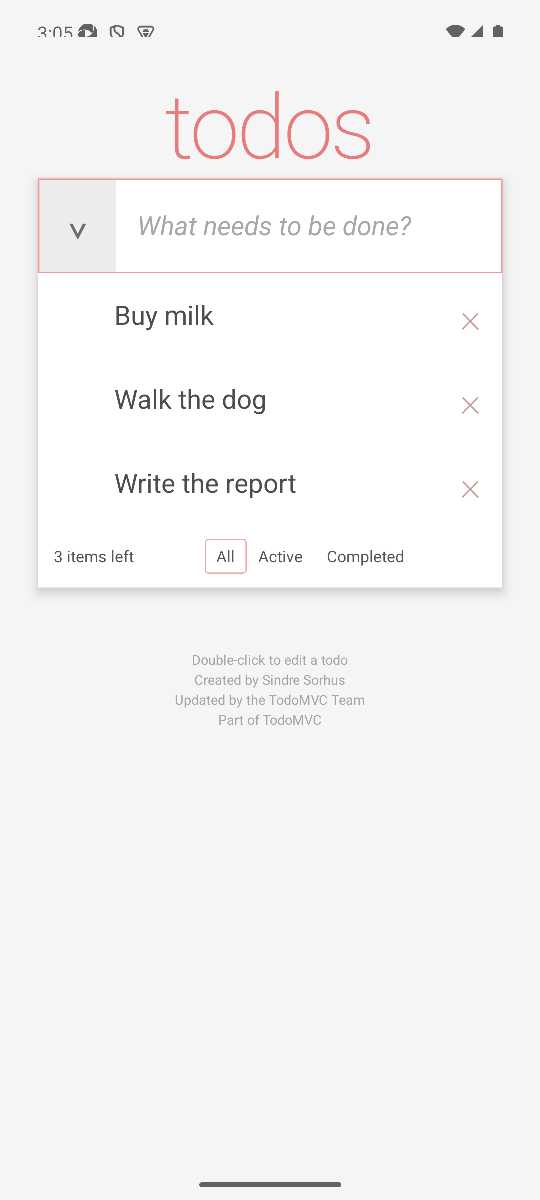 3:05
todos
What needs to be done?
Buy milk
Walk the dog
Write the report
3 items left All Active Completed
Double-click to edit a todo
Created by Sindre Sorhus
Updated by the TodoMVC Team
Part of TodoMVC